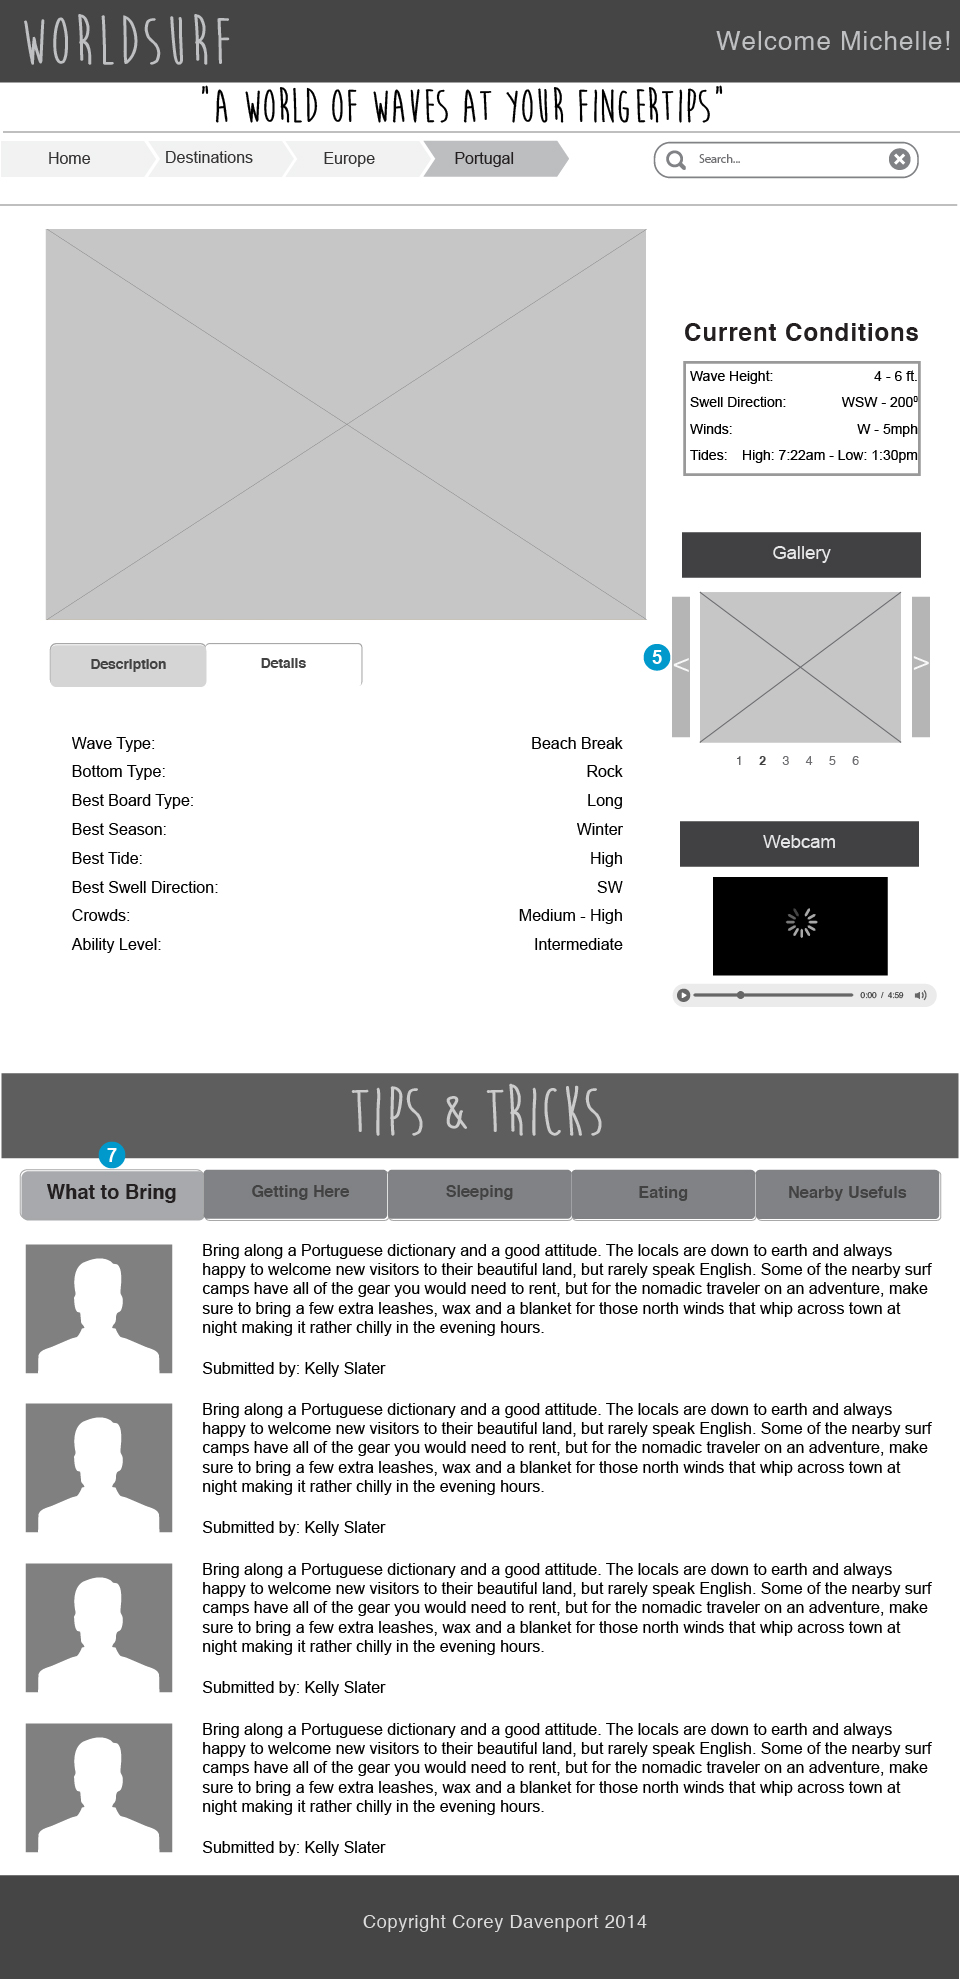 WORLDSURF
Welcome Michelle!
"A WORLD OF WAVES AT YOUR FINGERTIPS"
Home Destinations Europe Portugal
Search...
Current Conditions
Wave Height: 4 - 6 ft.
Swell Direction: WSW - 200⁰
Winds: W - 5mph
Tides: High: 7:22am - Low: 1:30pm
Gallery
5
< >
1 2 3 4 5 6
Description Details
Wave Type: Beach Break
Bottom Type: Rock
Best Board Type: Long
Best Season: Winter
Best Tide: High
Best Swell Direction: SW
Crowds: Medium - High
Ability Level: Intermediate
Webcam
0:00 / 4:59
TIPS & TRICKS
7
What to Bring Getting Here Sleeping Eating Nearby Usefuls
Bring along a Portuguese dictionary and a good attitude. The locals are down to earth and always
happy to welcome new visitors to their beautiful land, but rarely speak English. Some of the nearby surf
camps have all of the gear you would need to rent, but for the nomadic traveler on an adventure, make
sure to bring a few extra leashes, wax and a blanket for those north winds that whip across town at
night making it rather chilly in the evening hours.
Submitted by: Kelly Slater
Bring along a Portuguese dictionary and a good attitude. The locals are down to earth and always
happy to welcome new visitors to their beautiful land, but rarely speak English. Some of the nearby surf
camps have all of the gear you would need to rent, but for the nomadic traveler on an adventure, make
sure to bring a few extra leashes, wax and a blanket for those north winds that whip across town at
night making it rather chilly in the evening hours.
Submitted by: Kelly Slater
Bring along a Portuguese dictionary and a good attitude. The locals are down to earth and always
happy to welcome new visitors to their beautiful land, but rarely speak English. Some of the nearby surf
camps have all of the gear you would need to rent, but for the nomadic traveler on an adventure, make
sure to bring a few extra leashes, wax and a blanket for those north winds that whip across town at
night making it rather chilly in the evening hours.
Submitted by: Kelly Slater
Bring along a Portuguese dictionary and a good attitude. The locals are down to earth and always
happy to welcome new visitors to their beautiful land, but rarely speak English. Some of the nearby surf
camps have all of the gear you would need to rent, but for the nomadic traveler on an adventure, make
sure to bring a few extra leashes, wax and a blanket for those north winds that whip across town at
night making it rather chilly in the evening hours.
Submitted by: Kelly Slater
Copyright Corey Davenport 2014